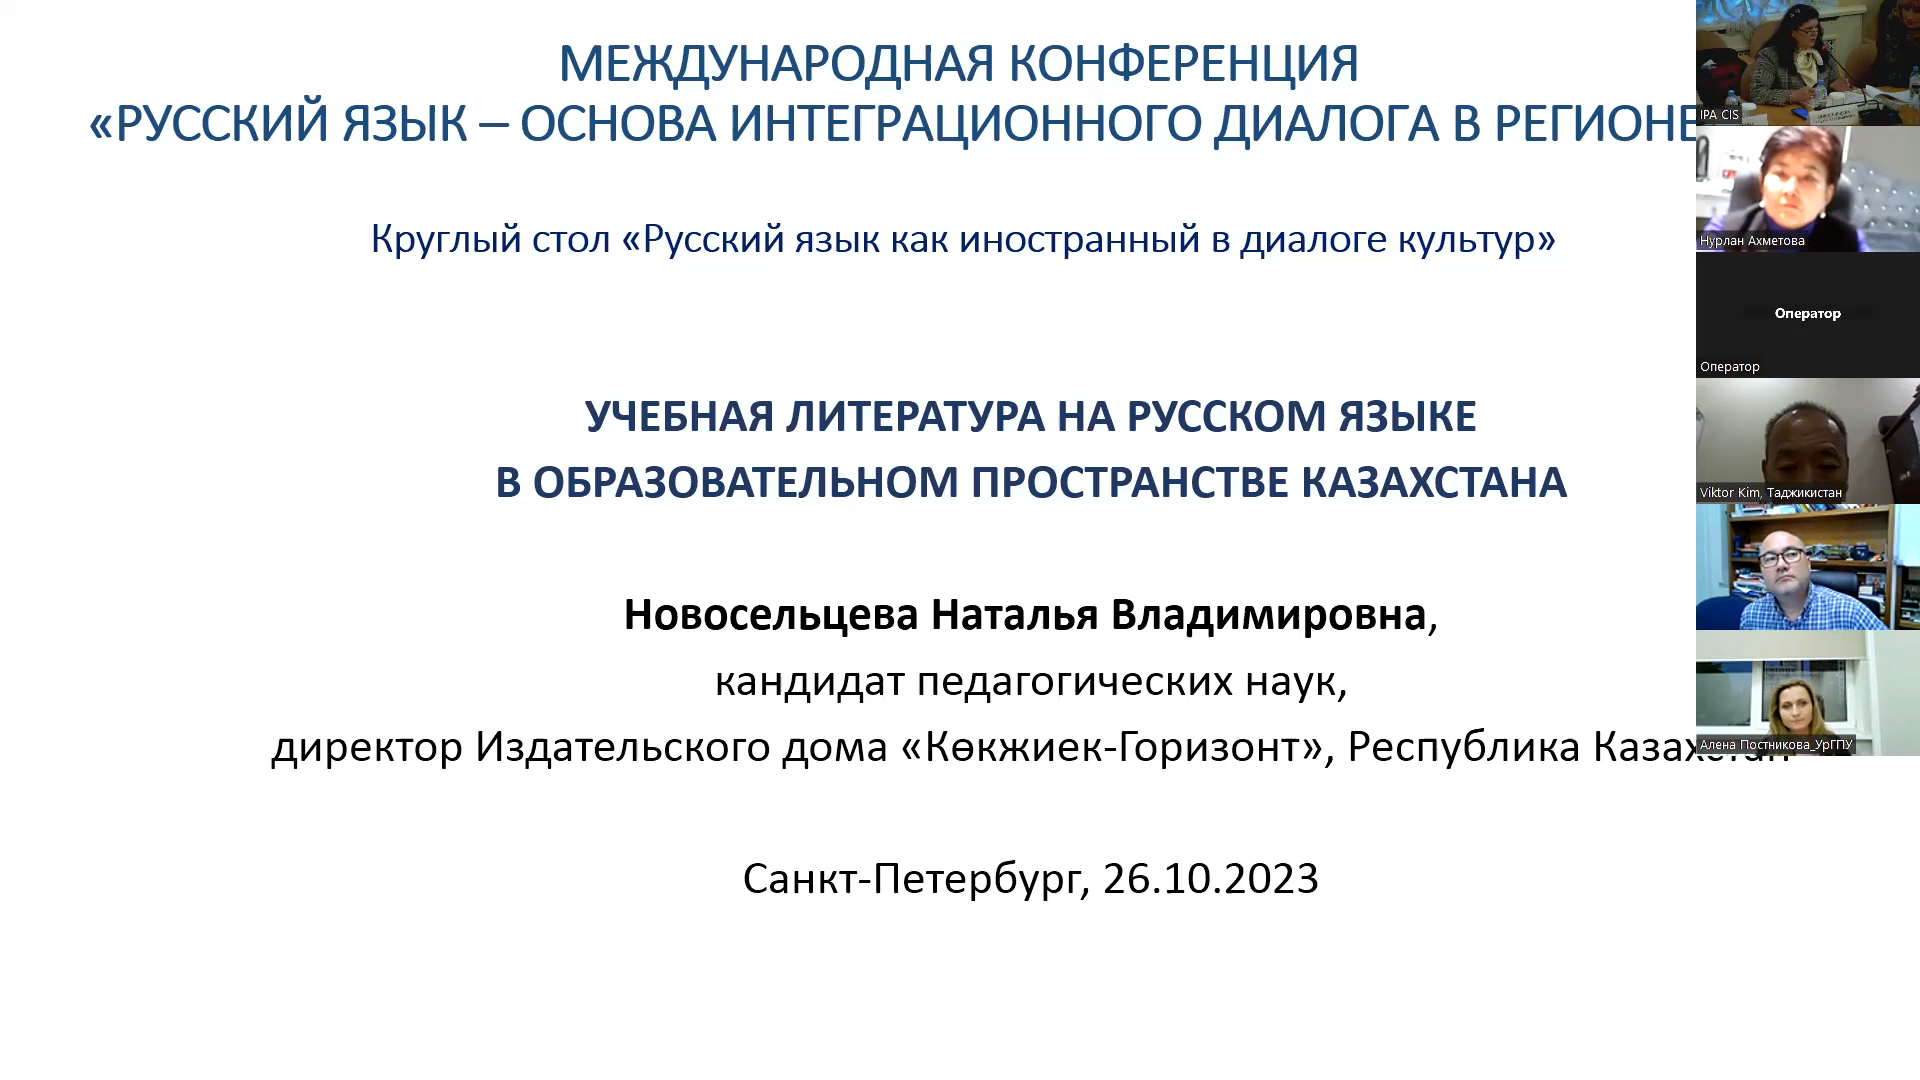 МЕЖДУНАРОДНАЯ КОНФЕРЕНЦИЯ
«РУССКИЙ ЯЗЫК – ОСНОВА ИНТЕГРАЦИОННОГО ДИАЛОГА В РЕГИОНЕ
Круглый стол «Русский язык как иностранный в диалоге культур»
УЧЕБНАЯ ЛИТЕРАТУРА НА РУССКОМ ЯЗЫКЕ
В ОБРАЗОВАТЕЛЬНОМ ПРОСТРАНСТВЕ КАЗАХСТАНА
Новосельцева Наталья Владимировна,
кандидат педагогических наук,
директор Издательского дома «Көкжиек-Горизонт», Республика Казахстан
Санкт-Петербург, 26.10.2023
IPA CIS
Нурлан Ахметова
Оператор
Оператор
Viktor Kim, Таджикистан
Алена Постникова_УрГПУ